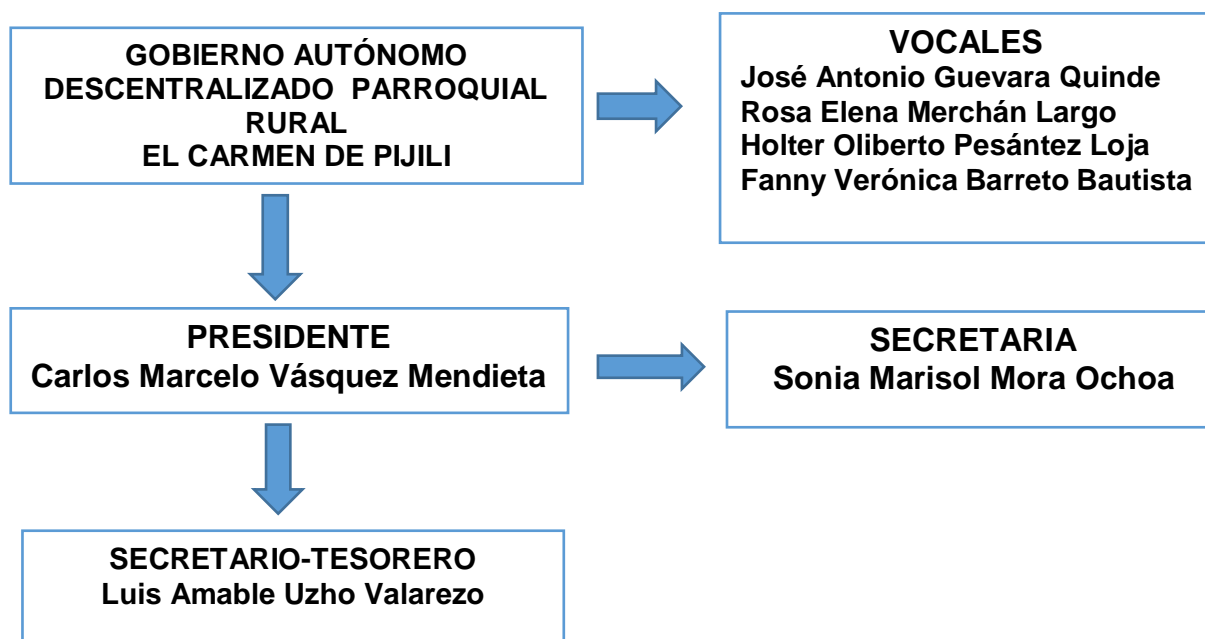 GOBIERNO AUTÓNOMO
DESCENTRALIZADO PARROQUIAL
RURAL
EL CARMEN DE PIJILI
VOCALES
José Antonio Guevara Quinde
Rosa Elena Merchán Largo
Holter Oliberto Pesántez Loja
Fanny Verónica Barreto Bautista
PRESIDENTE
Carlos Marcelo Vásquez Mendieta
SECRETARIA
Sonia Marisol Mora Ochoa
SECRETARIO-TESORERO
Luis Amable Uzho Valarezo